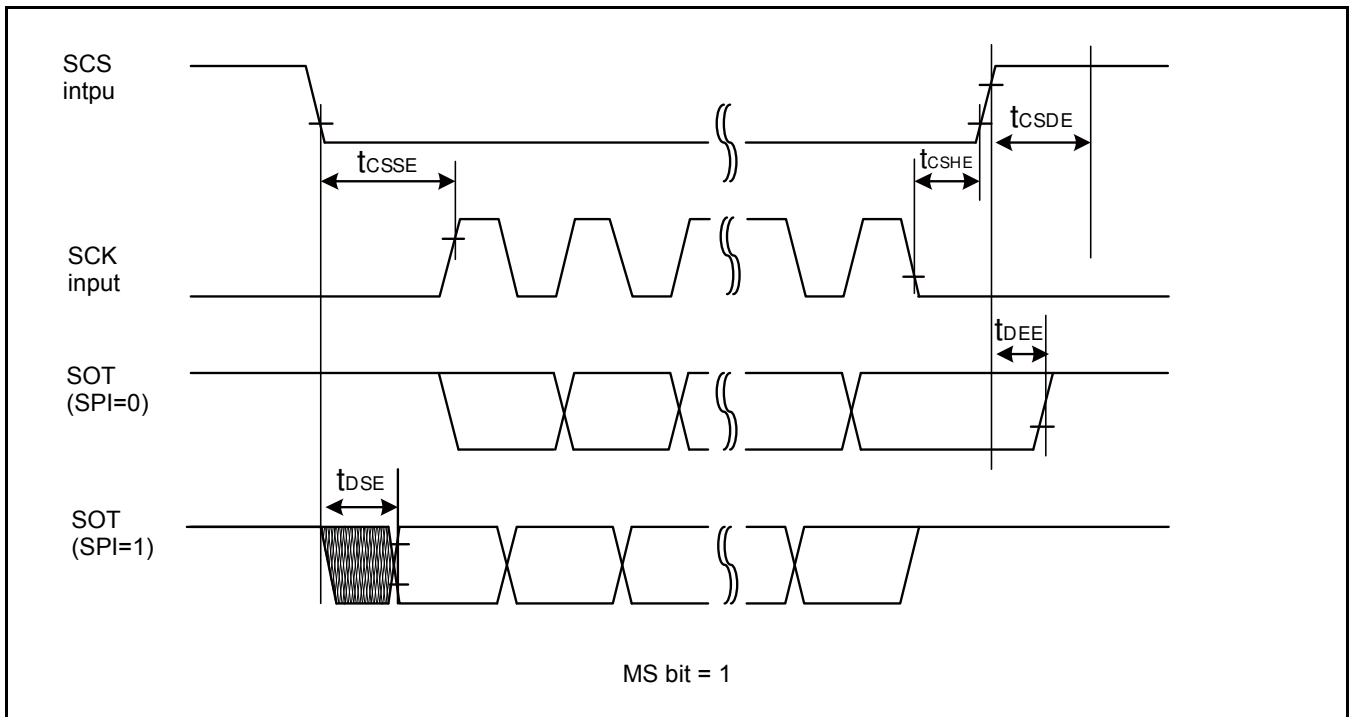 SCS
intpu
tCSDE
tCSSE
tCSHE
SCK
input
tDEE
SOT
(SPI=0)
tDSE
SOT
(SPI=1)
MS bit = 1